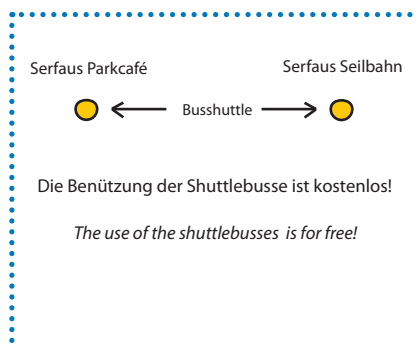 Serfaus Parkcafé Serfaus Seilbahn
Busshuttle
Die Benützung der Shuttlebusse ist kostenlos!
The use of the shuttlebusses is for free!